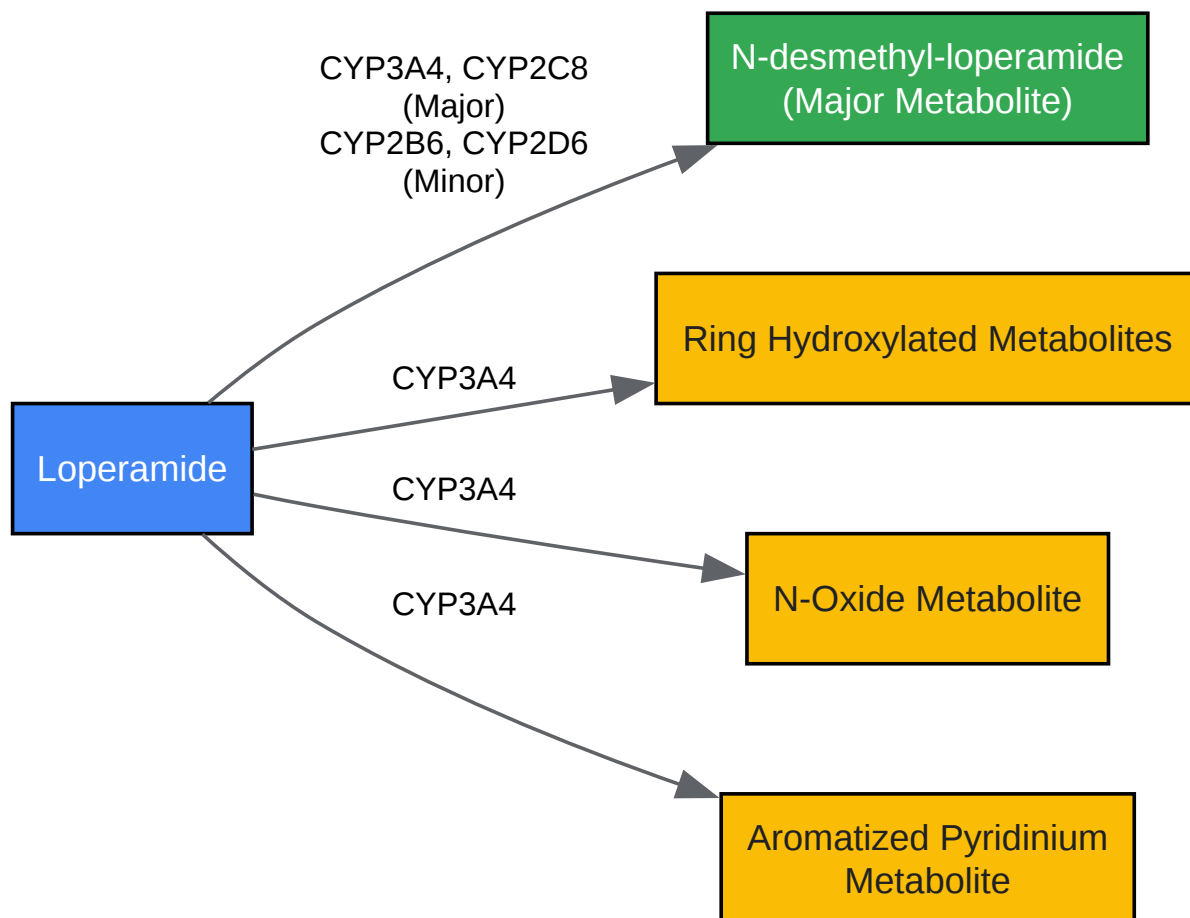 CYP3A4, CYP2C8
(Major)
CYP2B6, CYP2D6
(Minor)
N-desmethyl-loperamide
(Major Metabolite)
Ring Hydroxylated Metabolites
CYP3A4
Loperamide
CYP3A4
N-Oxide Metabolite
CYP3A4
Aromatized Pyridinium
Metabolite